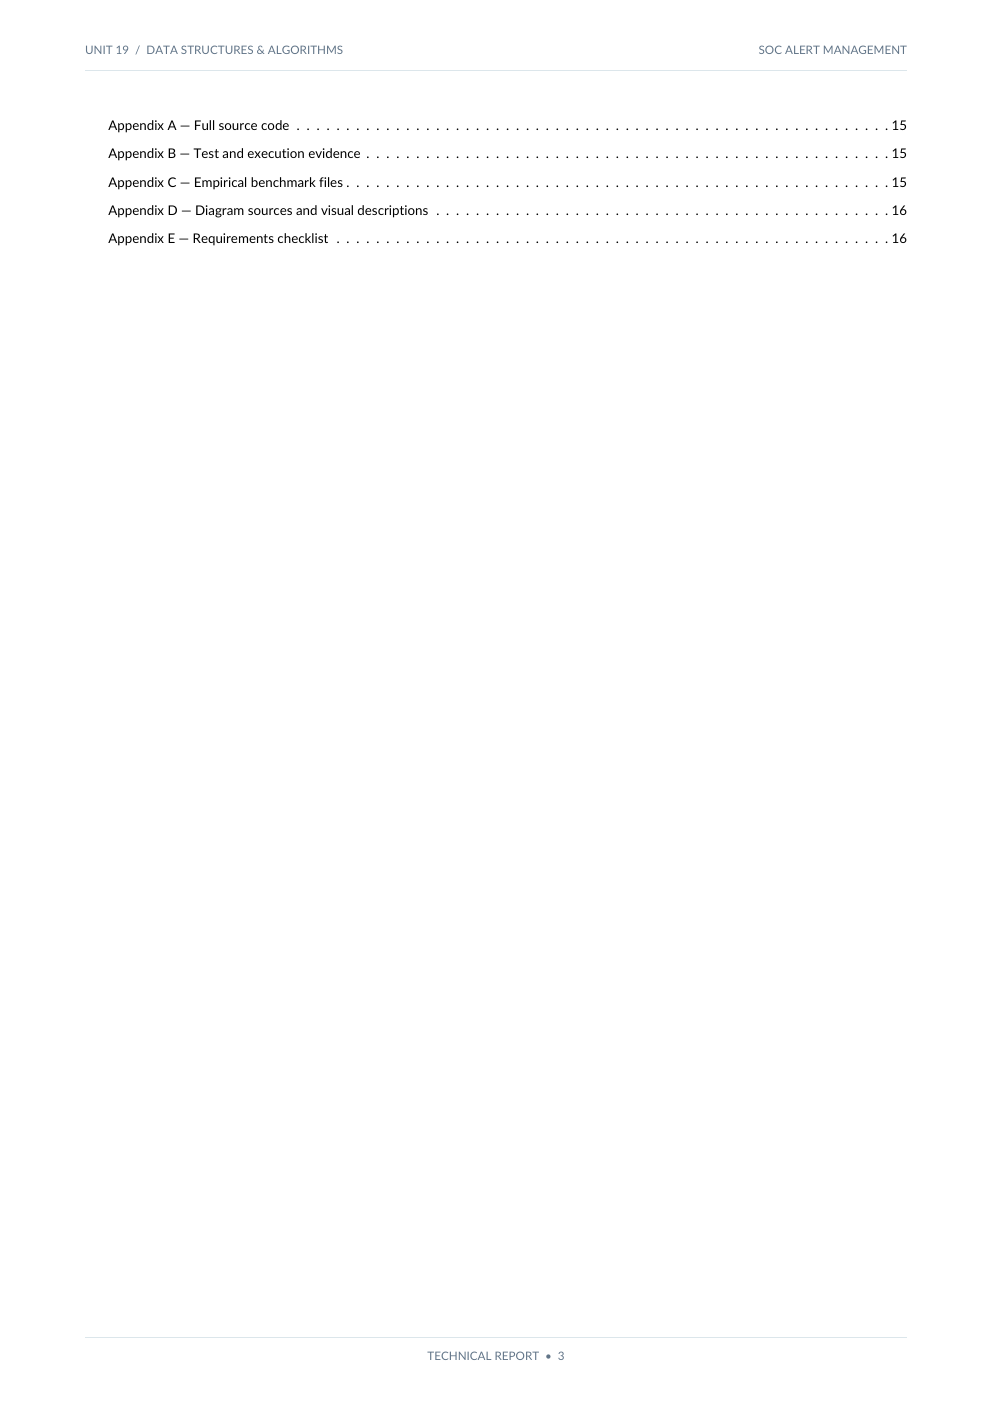 UNIT 19 / DATA STRUCTURES & ALGORITHMS SOC ALERT MANAGEMENT
Appendix A — Full source code . . . . . . . . . . . . . . . . . . . . . . . . . . . . . . . . . . . . . . . . . . . . . . . . . . . . . . . . . . . . 15
Appendix B — Test and execution evidence . . . . . . . . . . . . . . . . . . . . . . . . . . . . . . . . . . . . . . . . . . . . . . . . . . . . . 15
Appendix C — Empirical benchmark files . . . . . . . . . . . . . . . . . . . . . . . . . . . . . . . . . . . . . . . . . . . . . . . . . . . . . . . 15
Appendix D — Diagram sources and visual descriptions . . . . . . . . . . . . . . . . . . . . . . . . . . . . . . . . . . . . . . . . . . . . . . 16
Appendix E — Requirements checklist . . . . . . . . . . . . . . . . . . . . . . . . . . . . . . . . . . . . . . . . . . . . . . . . . . . . . . . . 16
TECHNICAL REPORT • 3